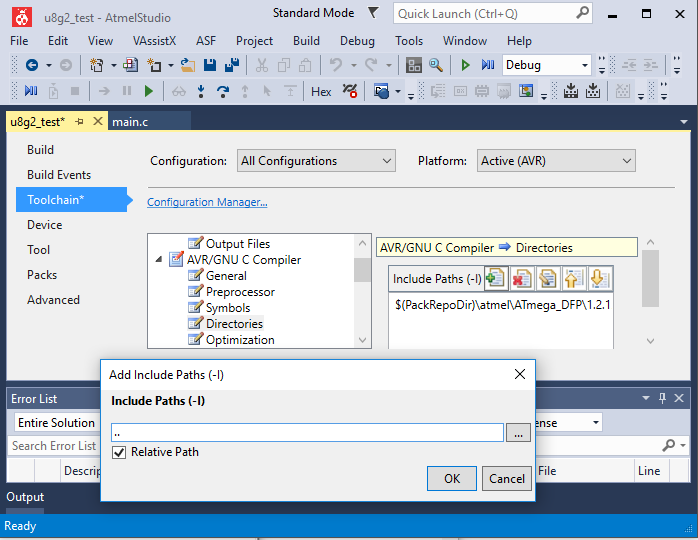 u8g2_test - AtmelStudio
Standard Mode
Quick Launch (Ctrl+Q)
File Edit View VAssistX ASF Project Build Debug Tools Window Help
Debug
Hex
u8g2_test*
main.c
Build
Build Events
Toolchain*
Device
Tool
Packs
Advanced
Configuration: All Configurations
Platform: Active (AVR)
Configuration Manager...
Output Files
AVR/GNU C Compiler
General
Preprocessor
Symbols
Directories
Optimization
AVR/GNU C Compiler Directories
Include Paths (-I)
$(PackRepoDir)\atmel\ATmega_DFP\1.2.1
Add Include Paths (-I)
Include Paths (-I)
..
...
Relative Path
OK
Cancel
Error List
Entire Solution
Search Error List
File
Line
Output
Ready